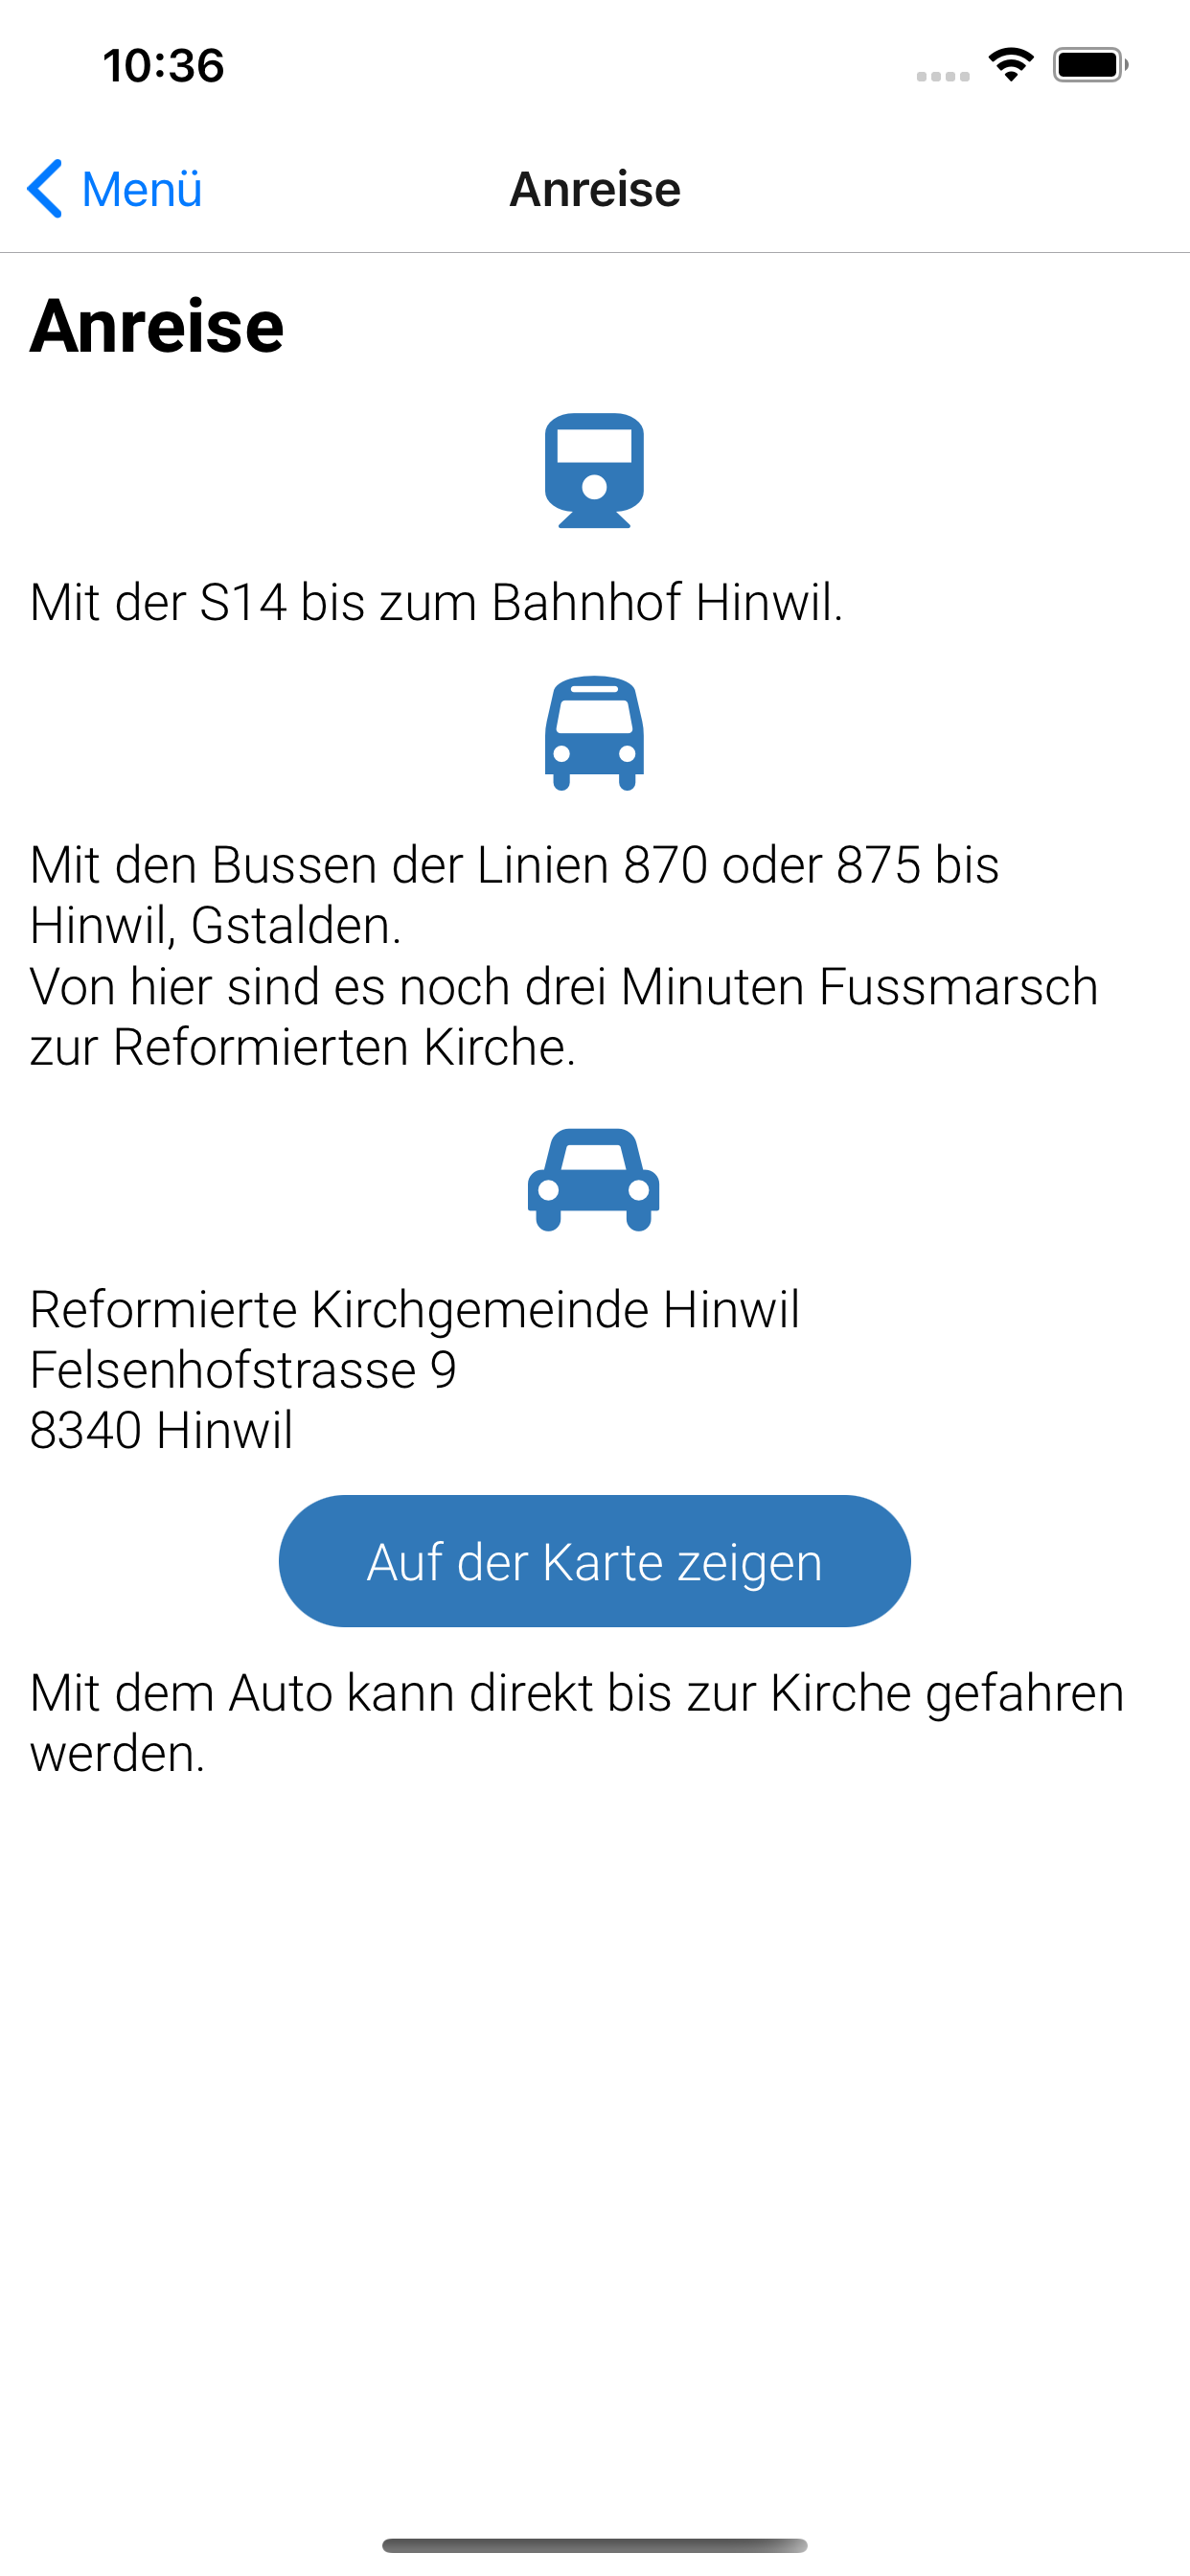 10:36
Menü
Anreise
Anreise
Mit der S14 bis zum Bahnhof Hinwil.
Mit den Bussen der Linien 870 oder 875 bis
Hinwil, Gstalden.
Von hier sind es noch drei Minuten Fussmarsch
zur Reformierten Kirche.
Reformierte Kirchgemeinde Hinwil
Felsenhofstrasse 9
8340 Hinwil
Auf der Karte zeigen
Mit dem Auto kann direkt bis zur Kirche gefahren
werden.